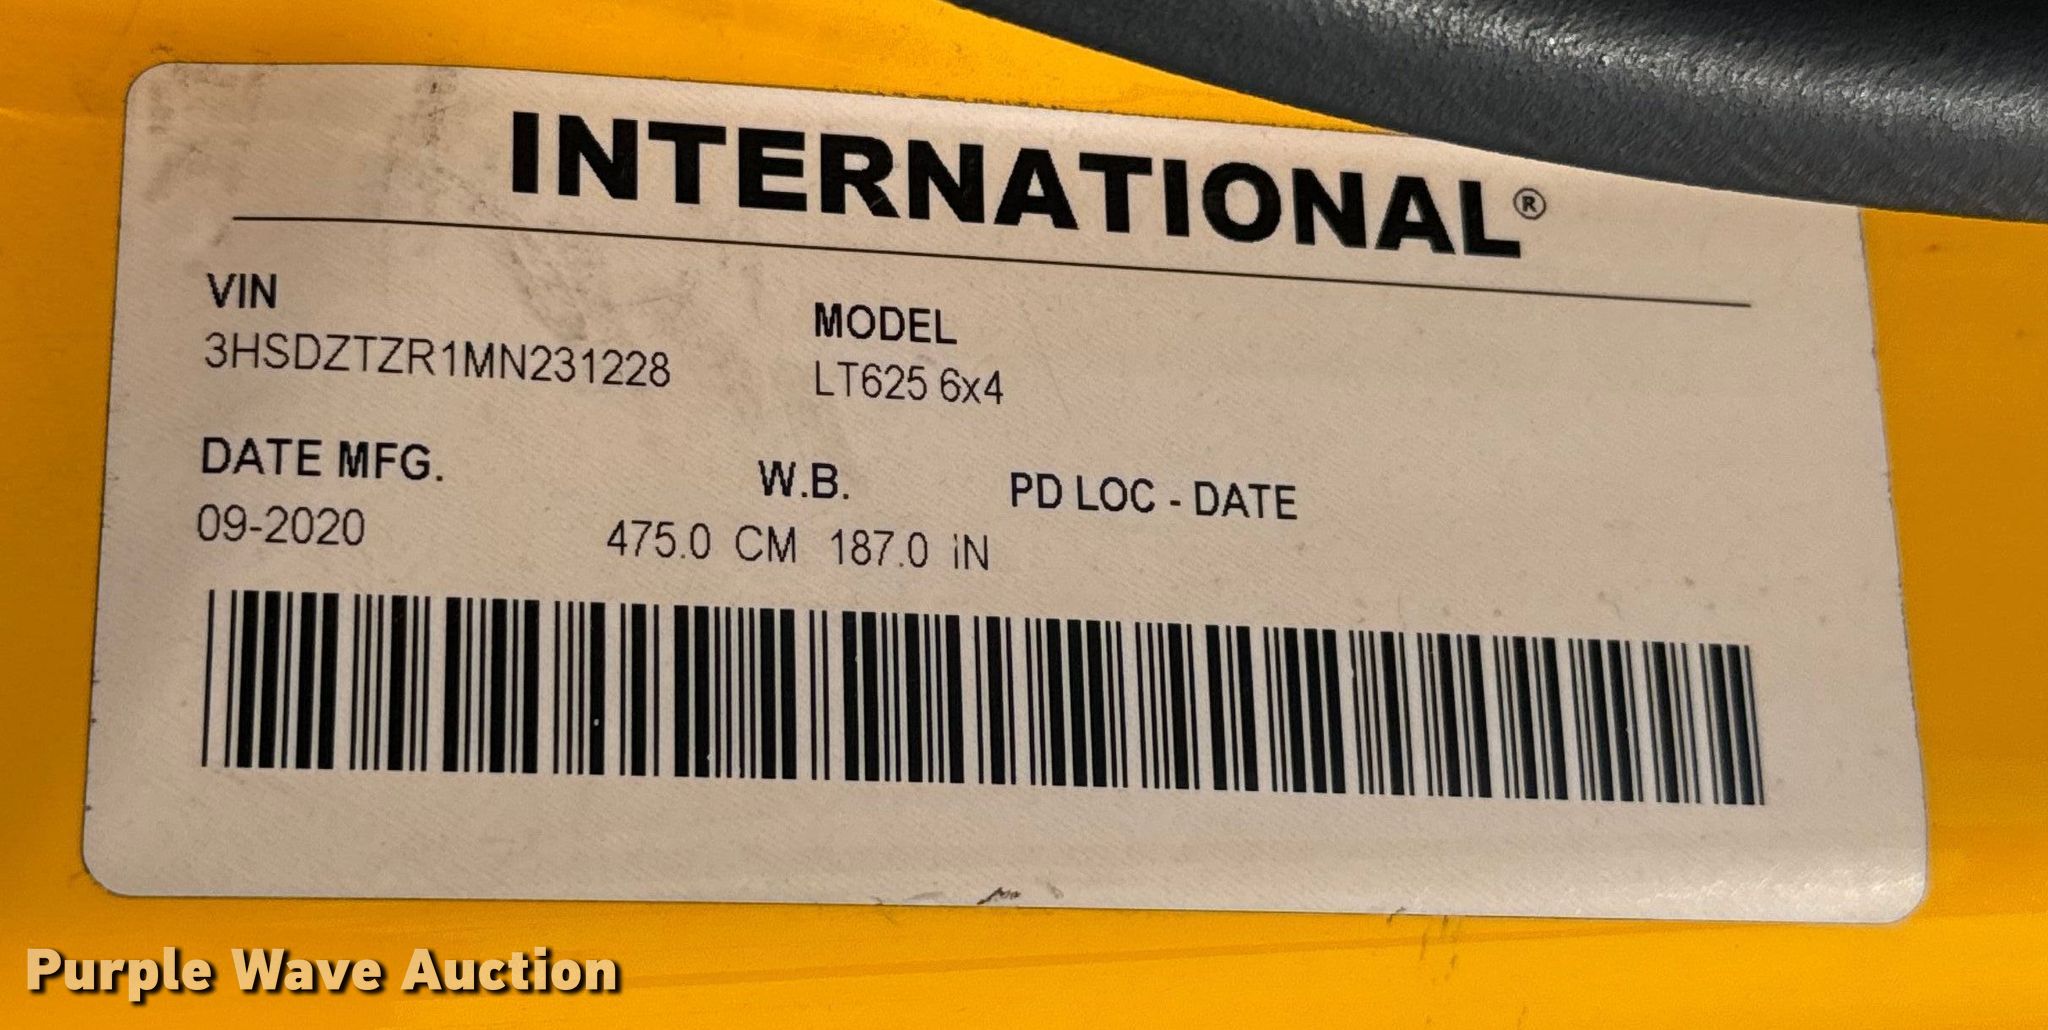 INTERNATIONAL®
VIN
3HSDZTZR1MN231228
MODEL
LT625 6x4
DATE MFG.
09-2020
W.B.
475.0 CM 187.0 iN
PD LOC - DATE
Purple Wave Auction